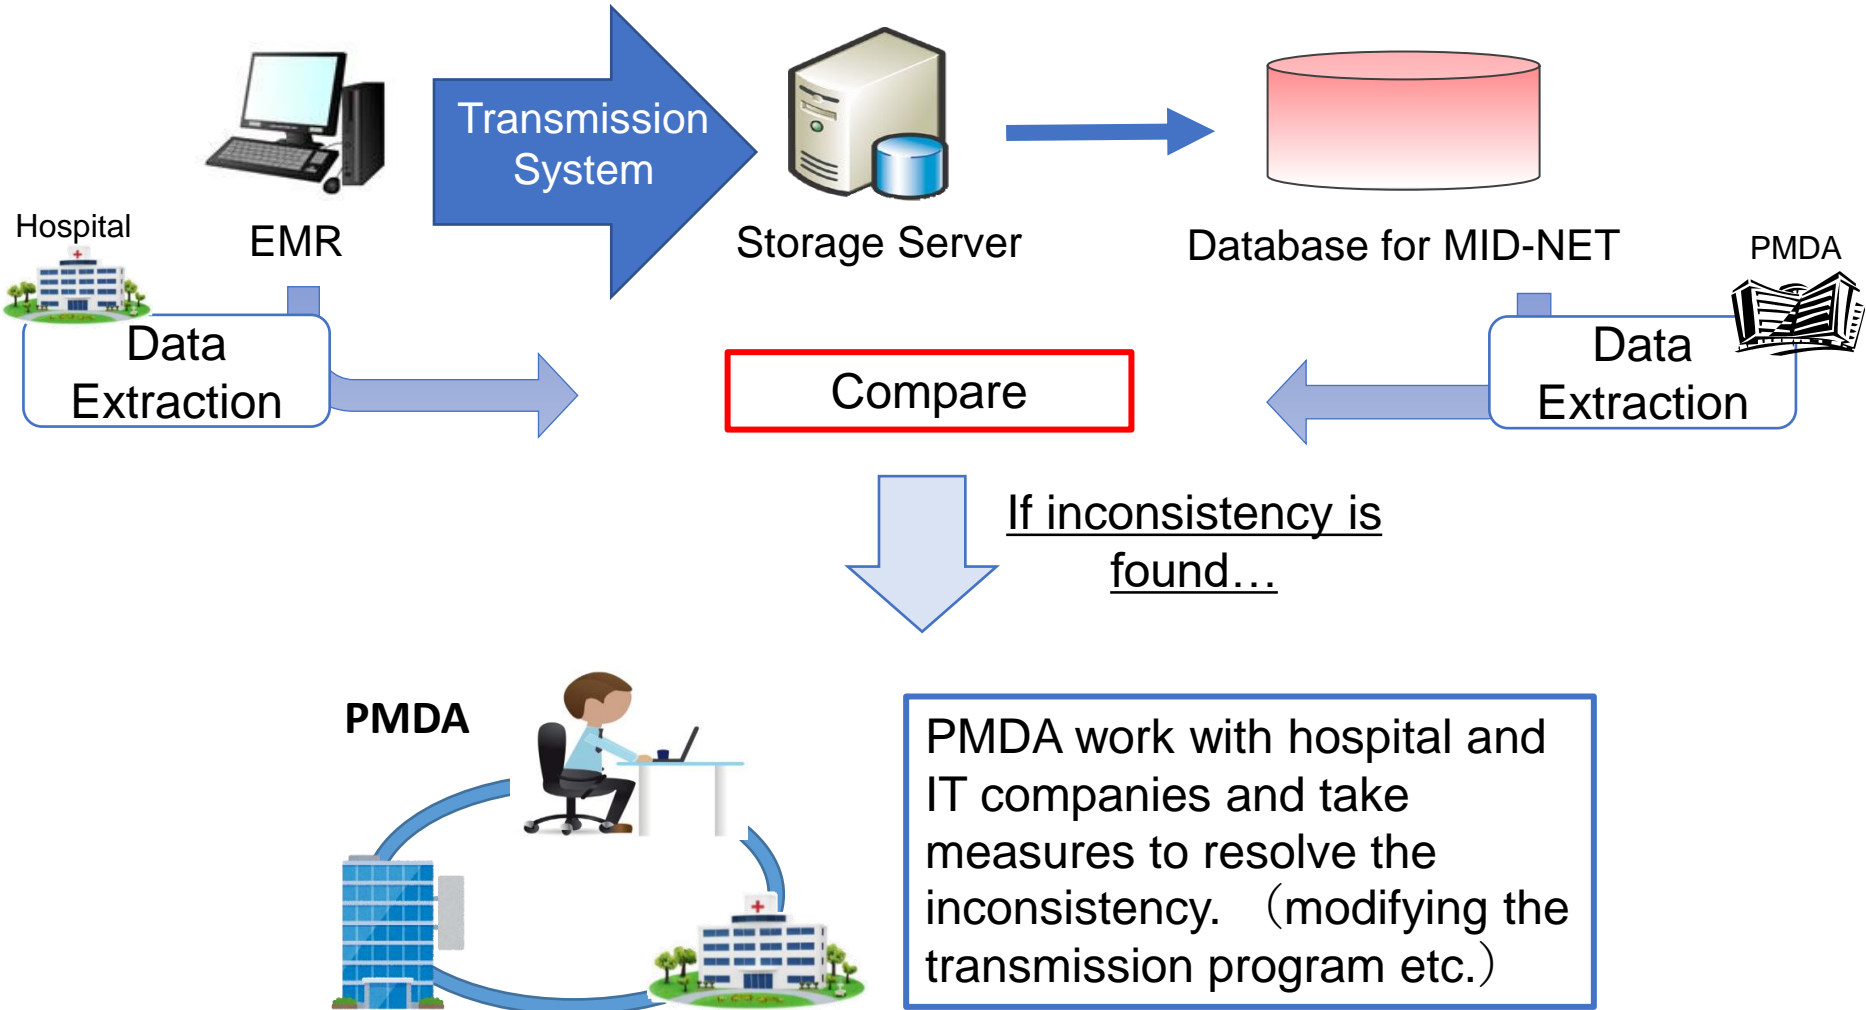 Transmission
System
Hospital
EMR
Storage Server
Database for MID-NET
PMDA
Data
Extraction
Compare
Data
Extraction
If inconsistency is
found…
PMDA
PMDA work with hospital and
IT companies and take
measures to resolve the
inconsistency. （modifying the
transmission program etc.）